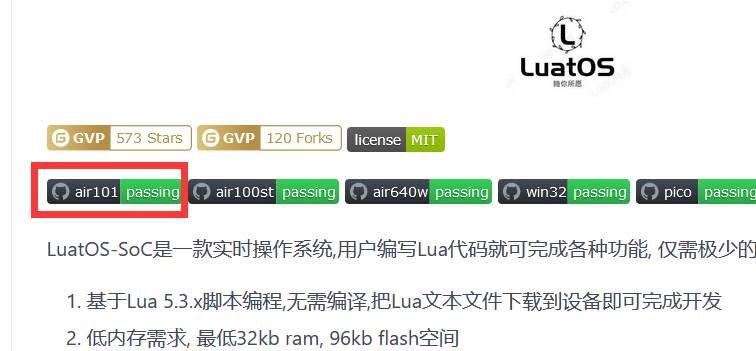 L
LuatOS
随你所愿
G GVP 573 Stars G GVP 120 Forks license MIT
air101 passing air100st passing air640w passing win32 passing pico passing
LuatOS-SoC是一款实时操作系统,用户编写Lua代码就可完成各种功能, 仅需极少的
1. 基于Lua 5.3.x脚本编程,无需编译,把Lua文本文件下载到设备即可完成开发
2. 低内存需求, 最低32kb ram, 96kb flash空间